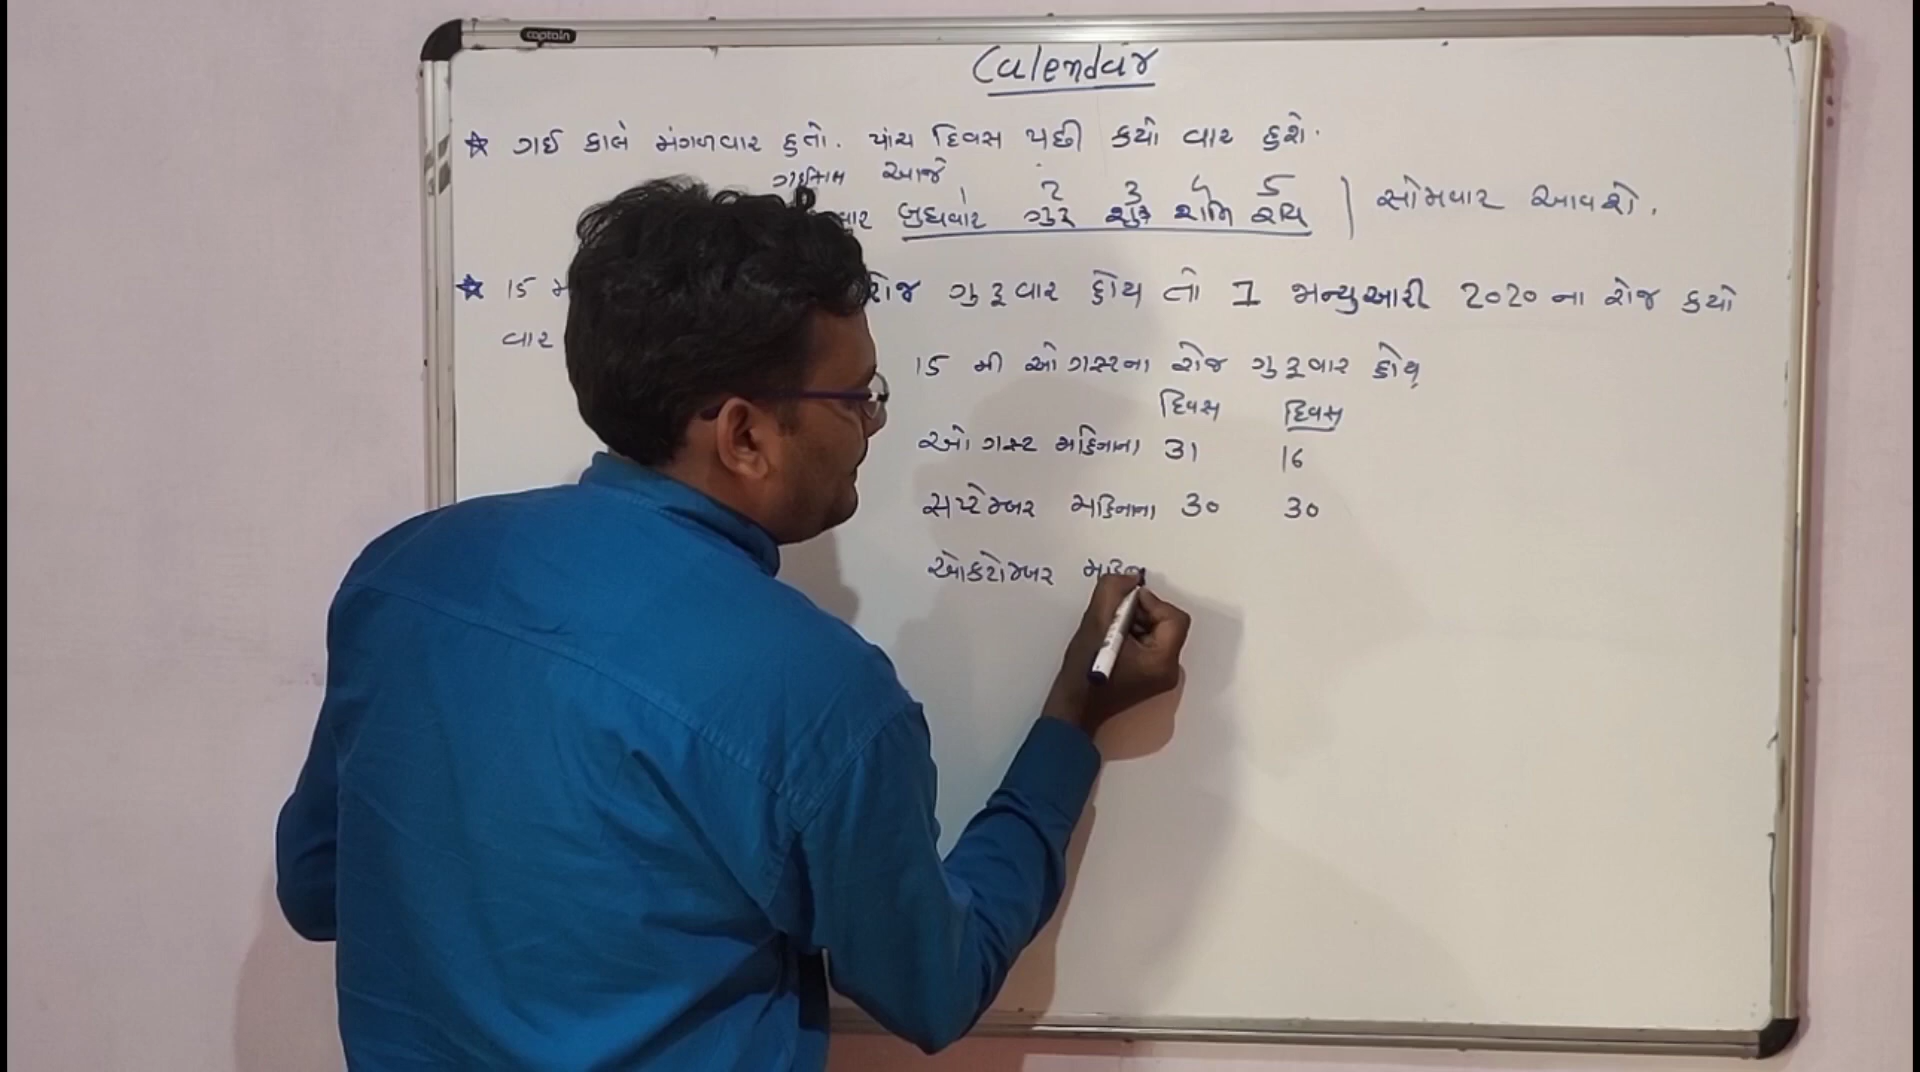 captain
Calendar
☆ ગઈ કાલે મંગળવાર હતો. પાંચ દિવસ પછી કયો વાર હશે.
ગઈકાલ આજે
1 2 3 4 5
વાર બુધવાર ગુરૂ શુક્ર શનિ રવિ | સોમવાર આવશે.
☆ 15 રોજ ગુરૂવાર હોય તો 1 જાન્યુઆરી 2020 ના રોજ કયો
વાર
15 મી ઓગસ્ટના રોજ ગુરૂવાર હોય
દિવસ દિવસ
ઓગસ્ટ મહિનાના 31 16
સપ્ટેમ્બર મહિનાના 30 30
ઓકટોમ્બર